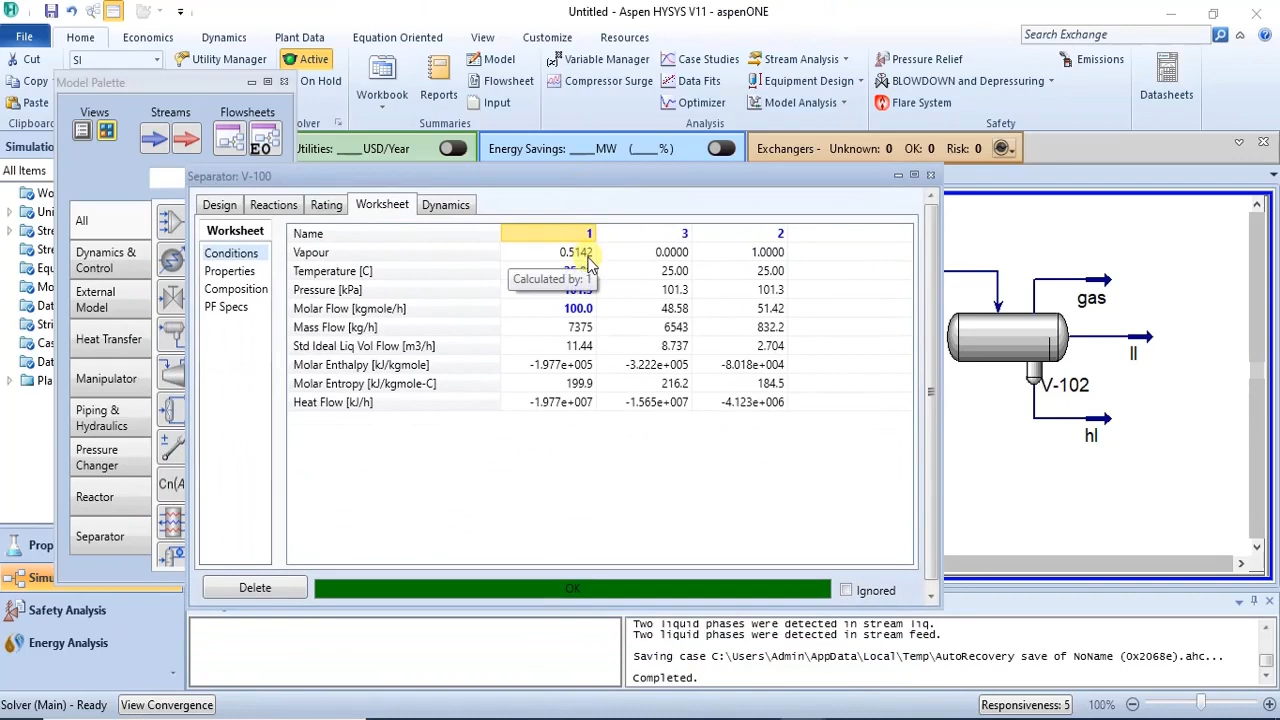 Untitled - Aspen HYSYS V11 - aspenONE
File Home Economics Dynamics Plant Data Equation Oriented View Customize Resources Search Exchange
Cut SI Utility Manager Active Model Variable Manager Case Studies Stream Analysis Pressure Relief Emissions
Copy On Hold Flowsheet Compressor Surge Data Fits Equipment Design BLOWDOWN and Depressuring
Paste Workbook Reports Input Optimizer Model Analysis Flare System Datasheets
Clipboard Summaries Analysis Safety
Model Palette
Views Streams Flowsheets
EO
Utilities: ____USD/Year Energy Savings: ____MW (____%) Exchangers - Unknown: 0 OK: 0 Risk: 0
All Items
All
Dynamics & Control
External Model
Heat Transfer
Manipulator
Piping & Hydraulics
Pressure Changer
Reactor
Separator
Cn(A)
Separator: V-100
Design Reactions Rating Worksheet Dynamics
Worksheet
Conditions
Properties
Composition
PF Specs
Name 1 3 2
Vapour 0.5142 0.0000 1.0000
Temperature [C] 25.00 25.00
Pressure [kPa] 101.3 101.3
Molar Flow [kgmole/h] 100.0 48.58 51.42
Mass Flow [kg/h] 7375 6543 832.2
Std Ideal Liq Vol Flow [m3/h] 11.44 8.737 2.704
Molar Enthalpy [kJ/kgmole] -1.977e+005 -3.222e+005 -8.018e+004
Molar Entropy [kJ/kgmole-C] 199.9 216.2 184.5
Heat Flow [kJ/h] -1.977e+007 -1.565e+007 -4.123e+006
Calculated by: 1
Delete OK Ignored
gas
ll
V-102
hl
Safety Analysis
Energy Analysis
Two liquid phases were detected in stream liq.
Two liquid phases were detected in stream feed.
Saving case C:\Users\Admin\AppData\Local\Temp\AutoRecovery save of NoName (0x2068e).ahc...
Completed.
Solver (Main) - Ready View Convergence Responsiveness: 5 100%